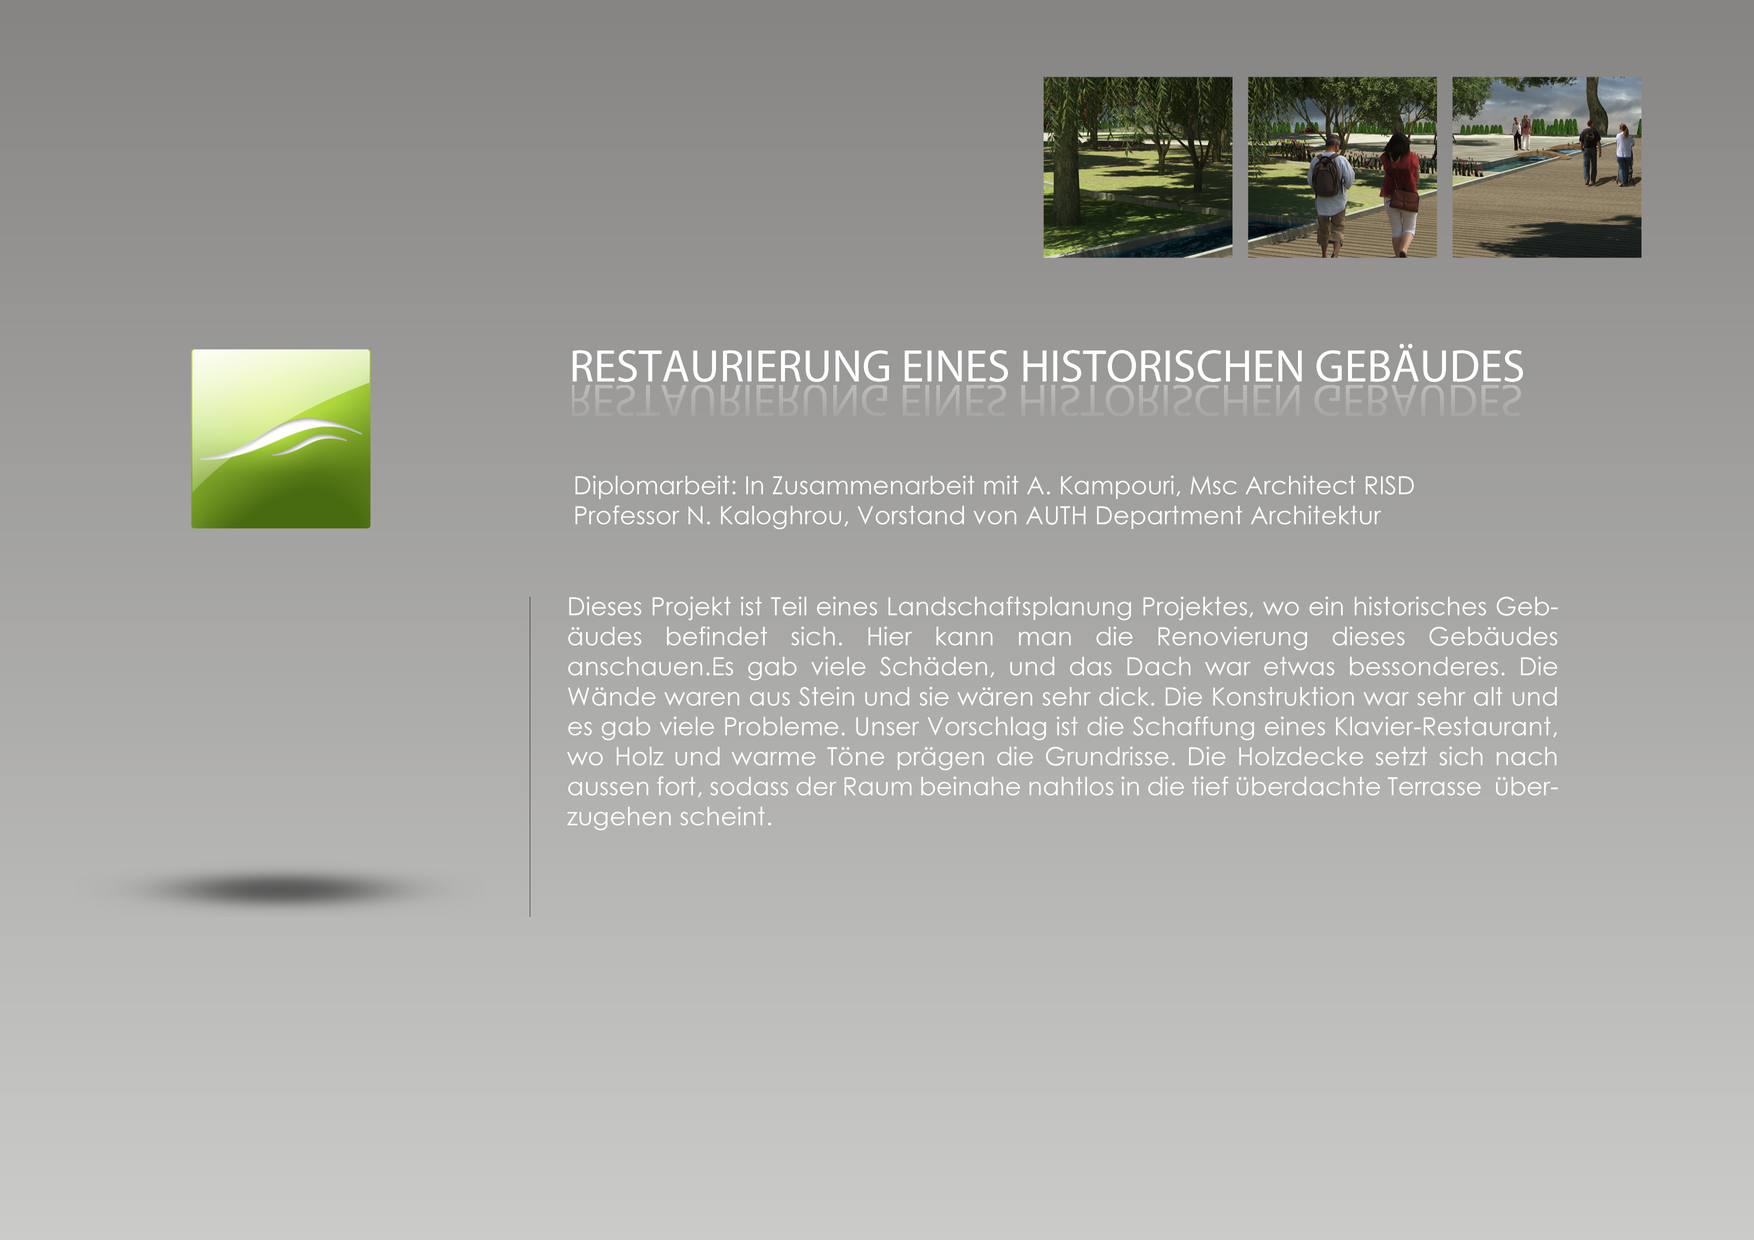 RESTAURIERUNG EINES HISTORISCHEN GEBÄUDES
Diplomarbeit: In Zusammenarbeit mit A. Kampouri, Msc Architect RISD
Professor N. Kaloghrou, Vorstand von AUTH Department Architektur
Dieses Projekt ist Teil eines Landschaftsplanung Projektes, wo ein historisches Geb-
äudes befindet sich. Hier kann man die Renovierung dieses Gebäudes
anschauen.Es gab viele Schäden, und das Dach war etwas bessonderes. Die
Wände waren aus Stein und sie wären sehr dick. Die Konstruktion war sehr alt und
es gab viele Probleme. Unser Vorschlag ist die Schaffung eines Klavier-Restaurant,
wo Holz und warme Töne prägen die Grundrisse. Die Holzdecke setzt sich nach
aussen fort, sodass der Raum beinahe nahtlos in die tief überdachte Terrasse über-
zugehen scheint.